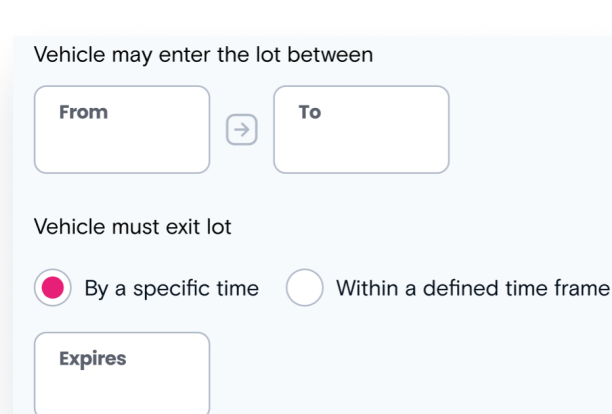 Vehicle may enter the lot between
From
To
Vehicle must exit lot
By a specific time Within a defined time frame
Expires